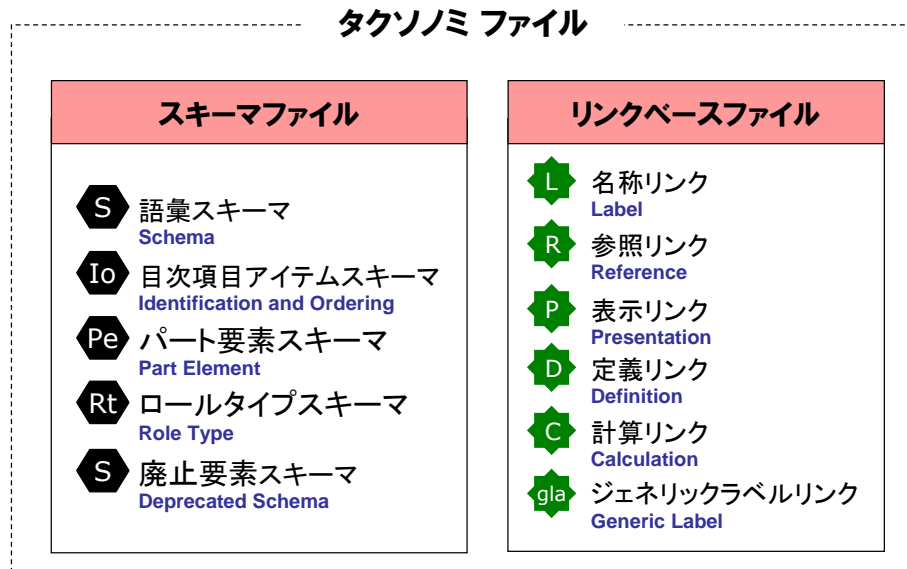 タクソノミ ファイル
スキーマファイル
S 語彙スキーマ
Schema
Io 目次項目アイテムスキーマ
Identification and Ordering
Pe パート要素スキーマ
Part Element
Rt ロールタイプスキーマ
Role Type
S 廃止要素スキーマ
Deprecated Schema
リンクベースファイル
L 名称リンク
Label
R 参照リンク
Reference
P 表示リンク
Presentation
D 定義リンク
Definition
C 計算リンク
Calculation
gla ジェネリックラベルリンク
Generic Label